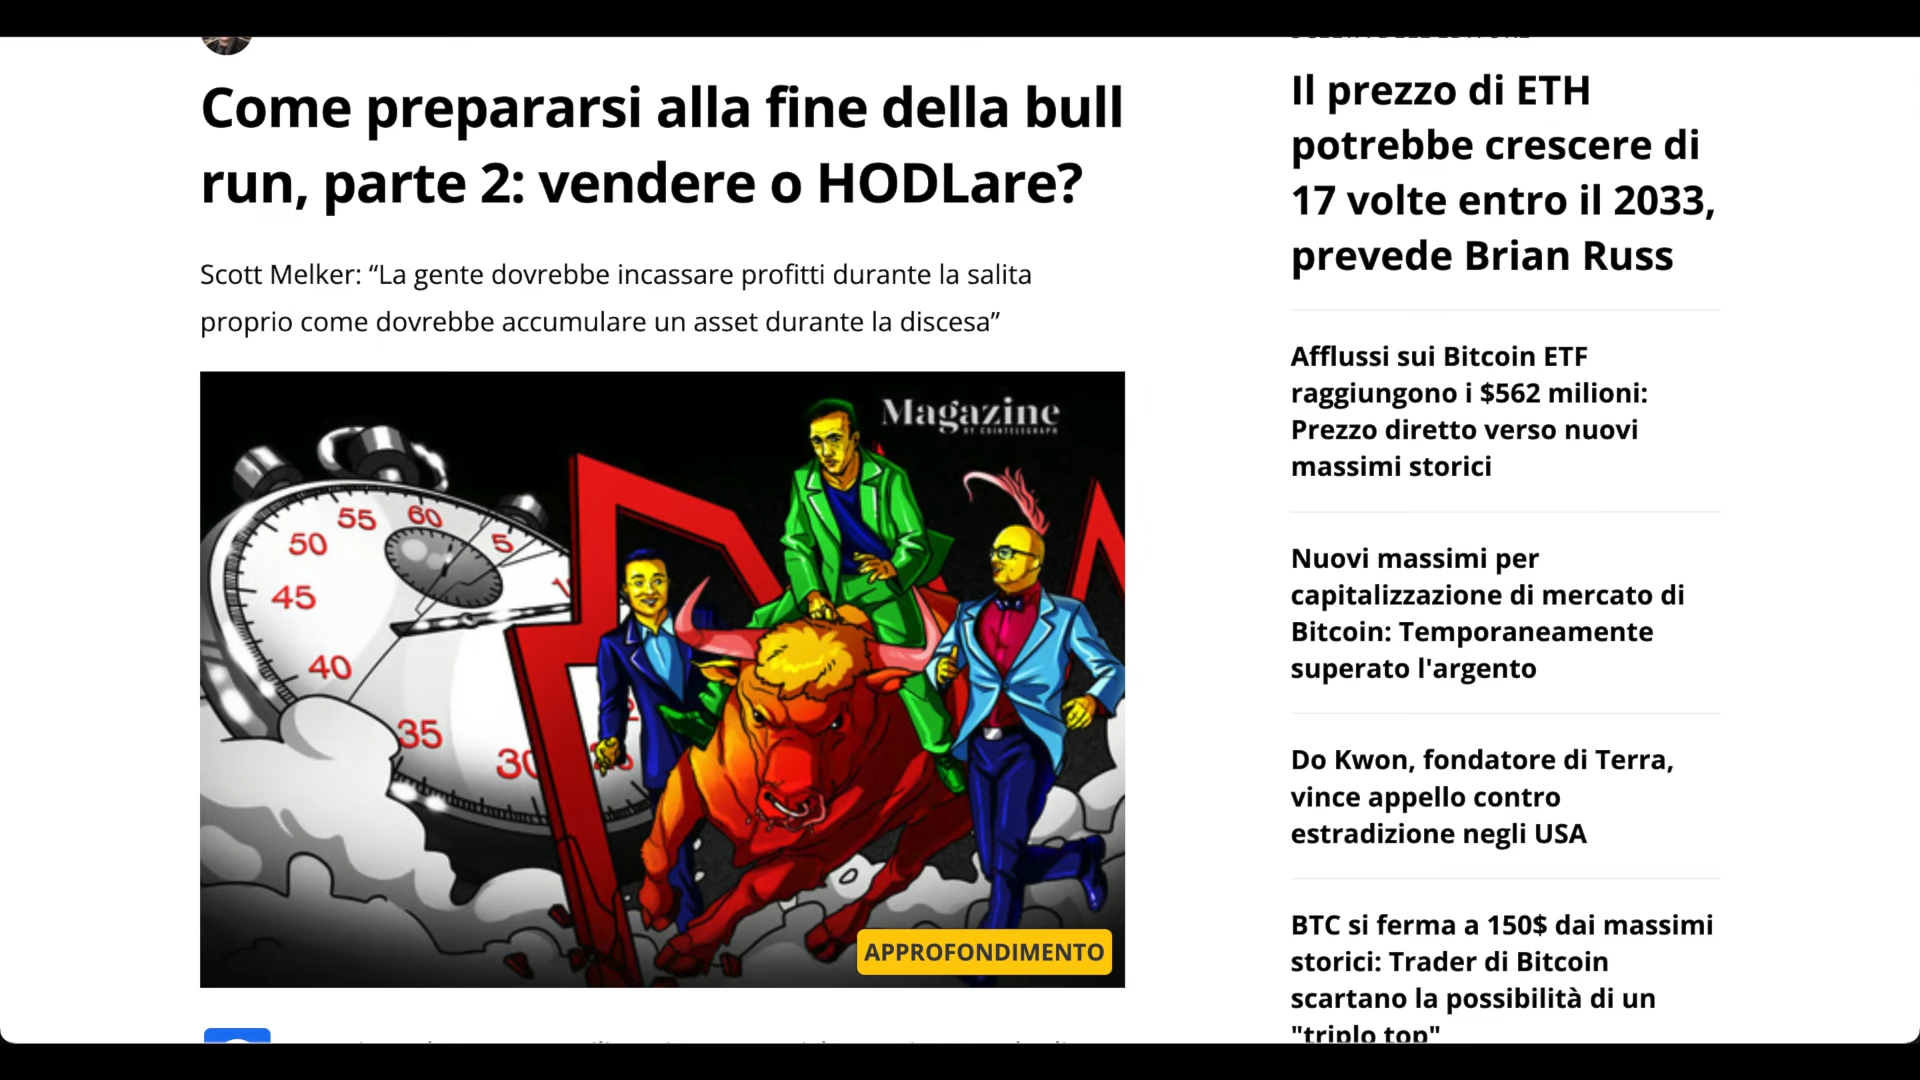 Come prepararsi alla fine della bull
run, parte 2: vendere o HODLare?
Scott Melker: “La gente dovrebbe incassare profitti durante la salita
proprio come dovrebbe accumulare un asset durante la discesa”
Magazine
BY COINTELEGRAPH
55
60
5
50
45
40
35
30
APPROFONDIMENTO
Il prezzo di ETH
potrebbe crescere di
17 volte entro il 2033,
prevede Brian Russ
Afflussi sui Bitcoin ETF
raggiungono i $562 milioni:
Prezzo diretto verso nuovi
massimi storici
Nuovi massimi per
capitalizzazione di mercato di
Bitcoin: Temporaneamente
superato l'argento
Do Kwon, fondatore di Terra,
vince appello contro
estradizione negli USA
BTC si ferma a 150$ dai massimi
storici: Trader di Bitcoin
scartano la possibilità di un
"triplo top"